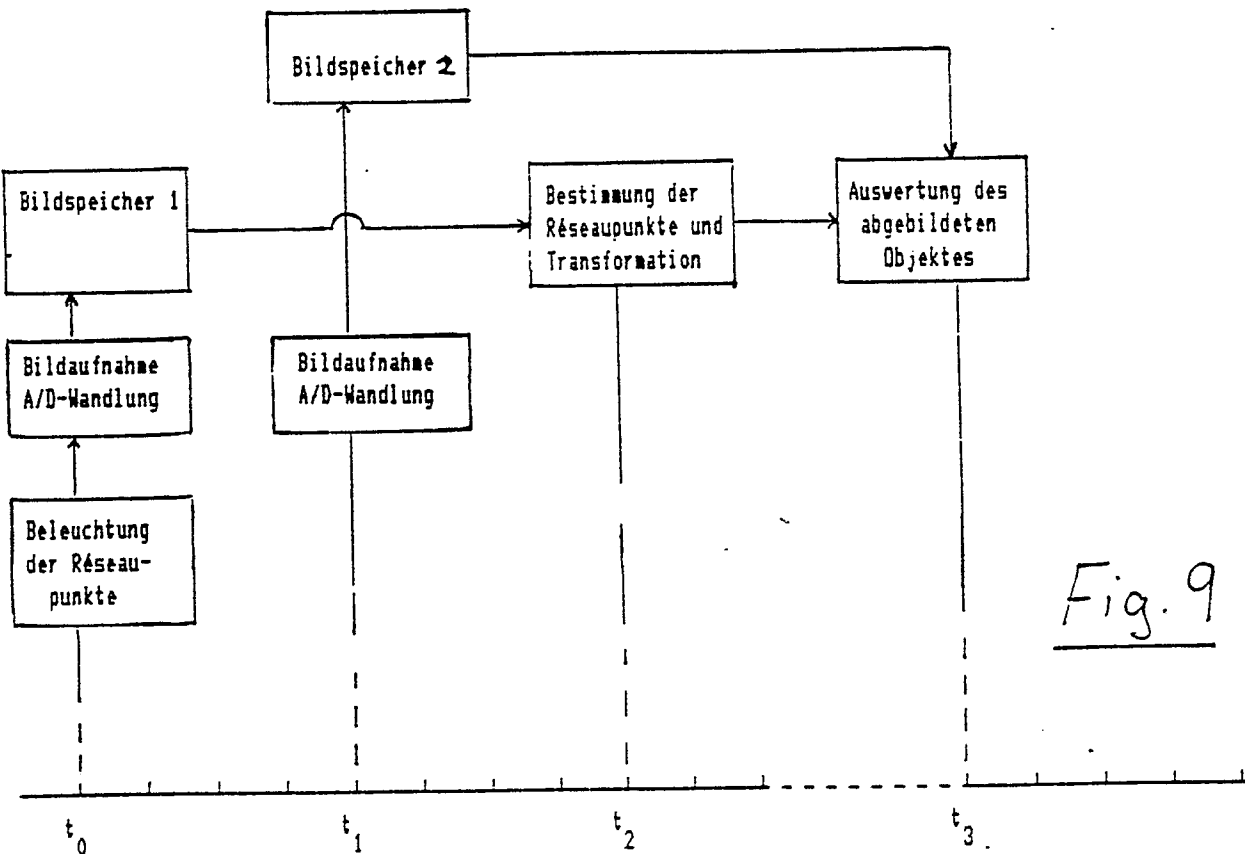 Bildspeicher 2
Bildspeicher 1
Bestimmung der
Réseaupunkte und
Transformation
Auswertung des
abgebildeten
Objektes
Bildaufnahme
A/D-Wandlung
Bildaufnahme
A/D-Wandlung
Beleuchtung
der Réseau-
punkte
Fig. 9
t0 t1 t2 t3